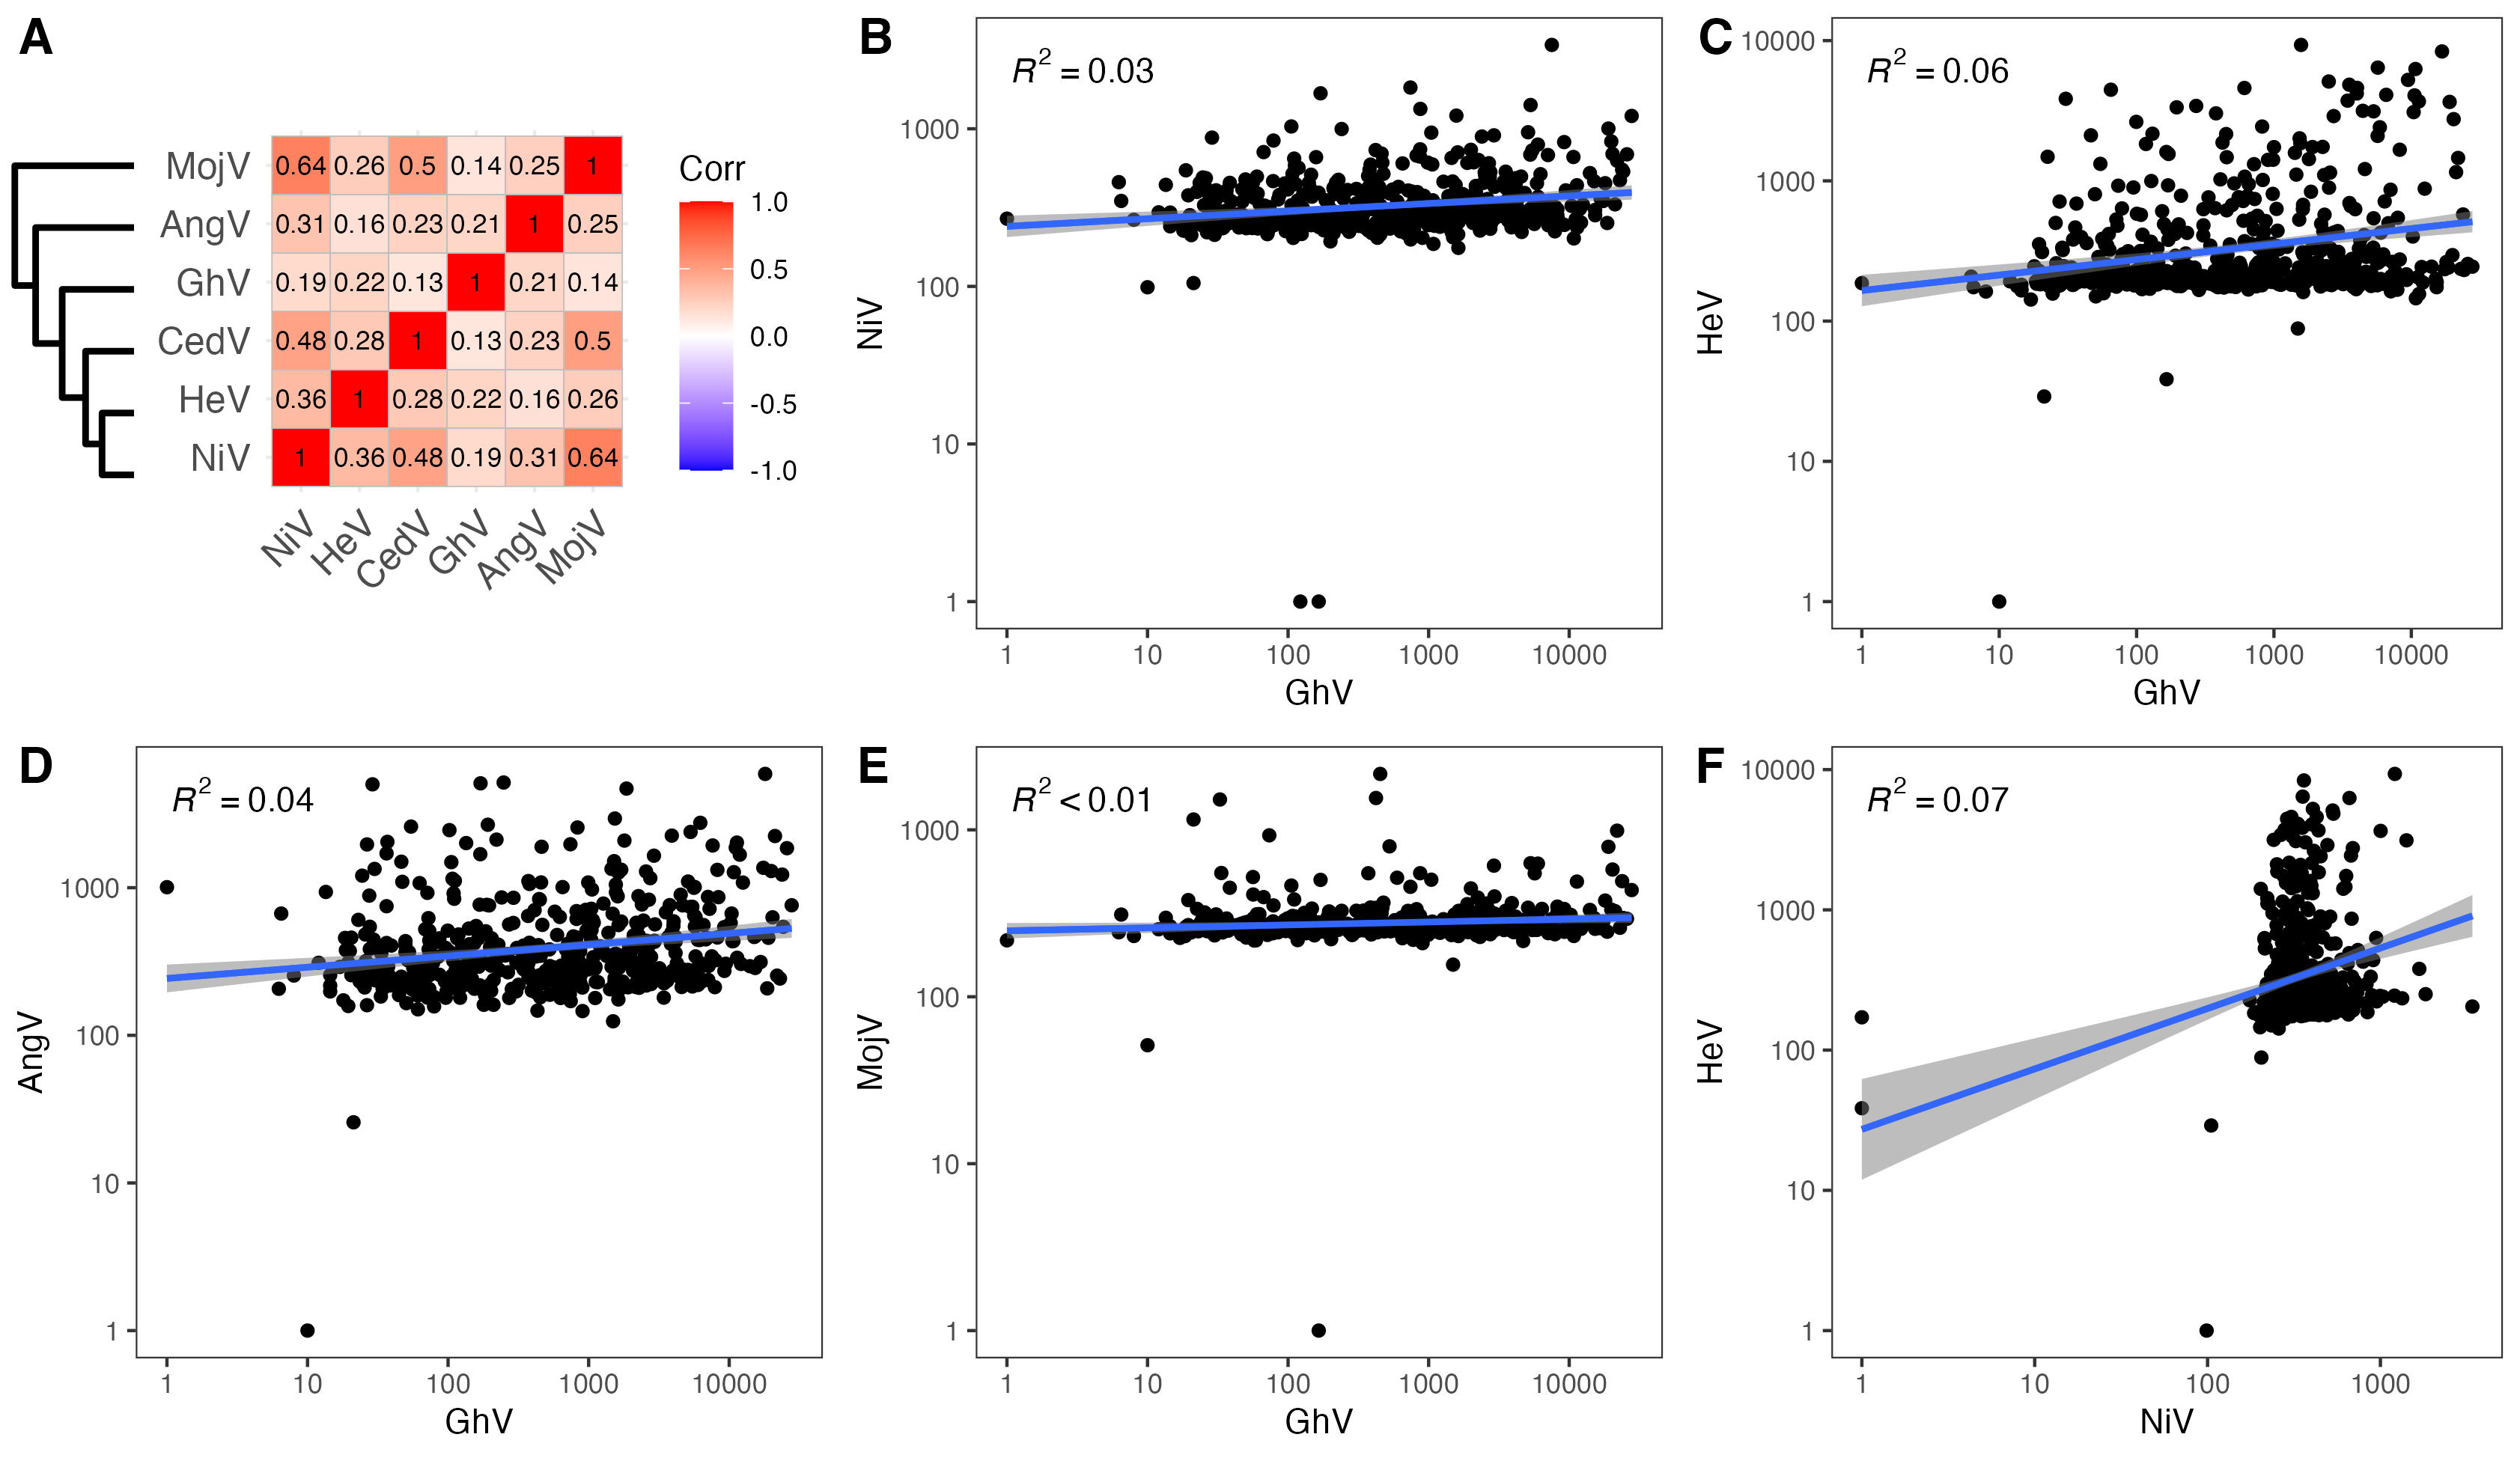 A
MojV 0.64 0.26 0.5 0.14 0.25 1
AngV 0.31 0.16 0.23 0.21 1 0.25
GhV 0.19 0.22 0.13 1 0.21 0.14
CedV 0.48 0.28 1 0.13 0.23 0.5
HeV 0.36 1 0.28 0.22 0.16 0.26
NiV 1 0.36 0.48 0.19 0.31 0.64
NiV HeV CedV GhV AngV MojV
Corr
1.0
0.5
0.0
-0.5
-1.0
B
R² = 0.03
NiV
1000
100
10
1
1 10 100 1000 10000
GhV
C
R² = 0.06
HeV
10000
1000
100
10
1
1 10 100 1000 10000
GhV
D
R² = 0.04
AngV
1000
100
10
1
1 10 100 1000 10000
GhV
E
R² < 0.01
MojV
1000
100
10
1
1 10 100 1000 10000
GhV
F
R² = 0.07
HeV
10000
1000
100
10
1
1 10 100 1000
NiV